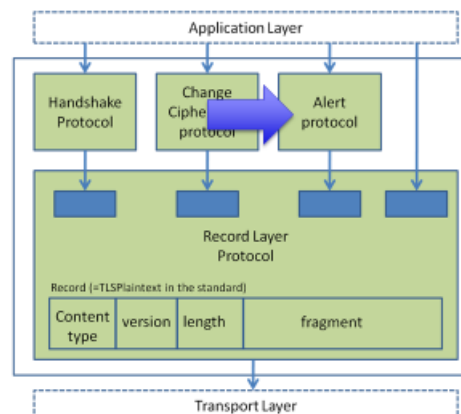 Application Layer
Handshake
Protocol
Change
Ciphe
protocol
Alert
protocol
Record Layer
Protocol
Record (=TLSPlaintext in the standard)
Content
type
version
length
fragment
Transport Layer